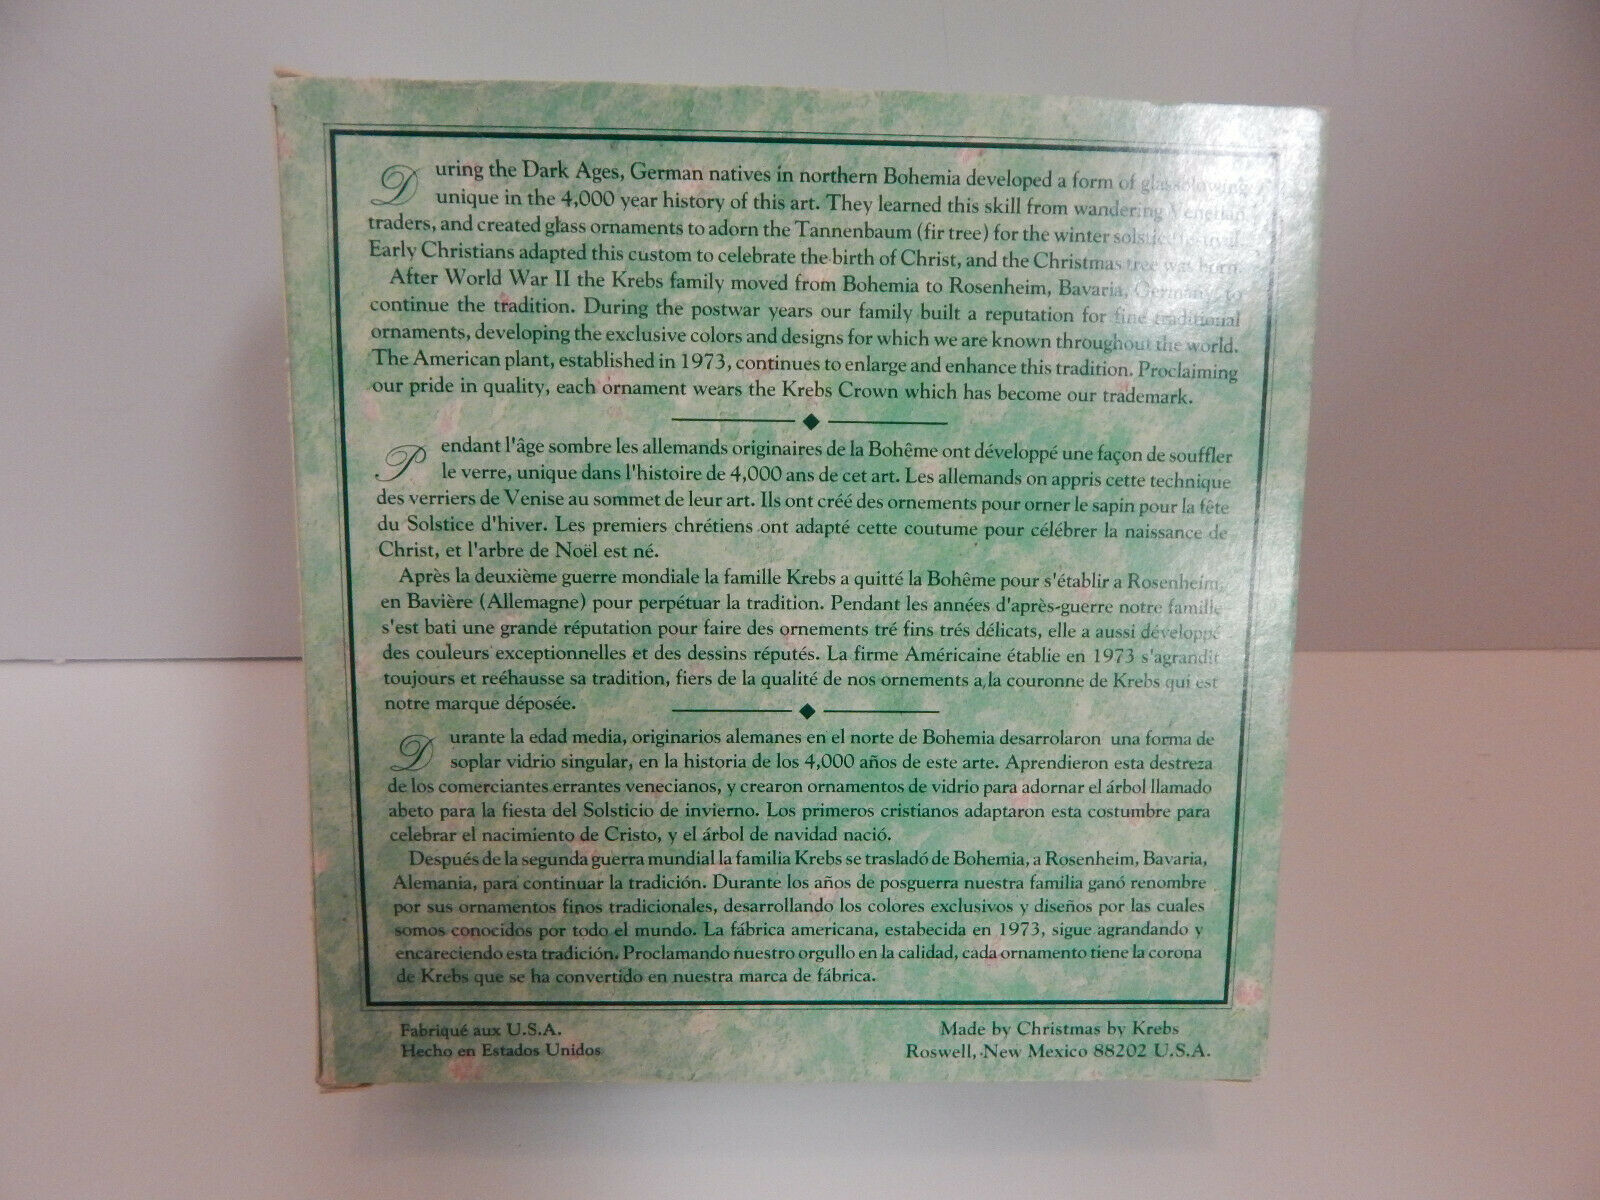 During the Dark Ages, German natives in northern Bohemia developed a form of glassblowing
unique in the 4,000 year history of this art. They learned this skill from wandering Venetian
traders, and created glass ornaments to adorn the Tannenbaum (fir tree) for the winter solstice
Early Christians adapted this custom to celebrate the birth of Christ, and the Christmas tree was born.
After World War II the Krebs family moved from Bohemia to Rosenheim, Bavaria, Germany, to
continue the tradition. During the postwar years our family built a reputation for fine traditional
ornaments, developing the exclusive colors and designs for which we are known throughout the world.
The American plant, established in 1973, continues to enlarge and enhance this tradition. Proclaiming
our pride in quality, each ornament wears the Krebs Crown which has become our trademark.
Pendant l'âge sombre les allemands originaires de la Bohême ont développé une façon de souffler
le verre, unique dans l'histoire de 4,000 ans de cet art. Les allemands on appris cette technique
des verriers de Venise au sommet de leur art. Ils ont créé des ornements pour orner le sapin pour la fête
du Solstice d'hiver. Les premiers chrétiens ont adapté cette coutume pour célébrer la naissance de
Christ, et l'arbre de Noël est né.
Après la deuxième guerre mondiale la famille Krebs a quitté la Bohême pour s'établir a Rosenheim,
en Bavière (Allemagne) pour perpétuar la tradition. Pendant les années d'après-guerre notre famille
s'est bati une grande réputation pour faire des ornements tré fins trés délicats, elle a aussi développé
des couleurs exceptionnelles et des dessins réputés. La firme Américaine établie en 1973 s'agrandit
toujours et reéhausse sa tradition, fiers de la qualité de nos ornements a la couronne de Krebs qui est
notre marque déposée.
Durante la edad media, originarios alemanes en el norte de Bohemia desarrolaron una forma de
soplar vidrio singular, en la historia de los 4,000 años de este arte. Aprendieron esta destreza
de los comerciantes errantes venecianos, y crearon ornamentos de vidrio para adornar el árbol llamado
abeto para la fiesta del Solsticio de invierno. Los primeros cristianos adaptaron esta costumbre para
celebrar el nacimiento de Cristo, y el árbol de navidad nació.
Después de la segunda guerra mundial la familia Krebs se trasladó de Bohemia, a Rosenheim, Bavaria,
Alemania, para continuar la tradición. Durante los años de posguerra nuestra familia ganó renombre
por sus ornamentos finos tradicionales, desarrollando los colores exclusivos y diseños por las cuales
somos conocidos por todo el mundo. La fábrica americana, estabecida en 1973, sigue agrandando y
encareciendo esta tradición. Proclamando nuestro orgullo en la calidad, cada ornamento tiene la corona
de Krebs que se ha convertido en nuestra marca de fábrica.
Fabriqué aux U.S.A.
Hecho en Estados Unidos
Made by Christmas by Krebs
Roswell, New Mexico 88202 U.S.A.